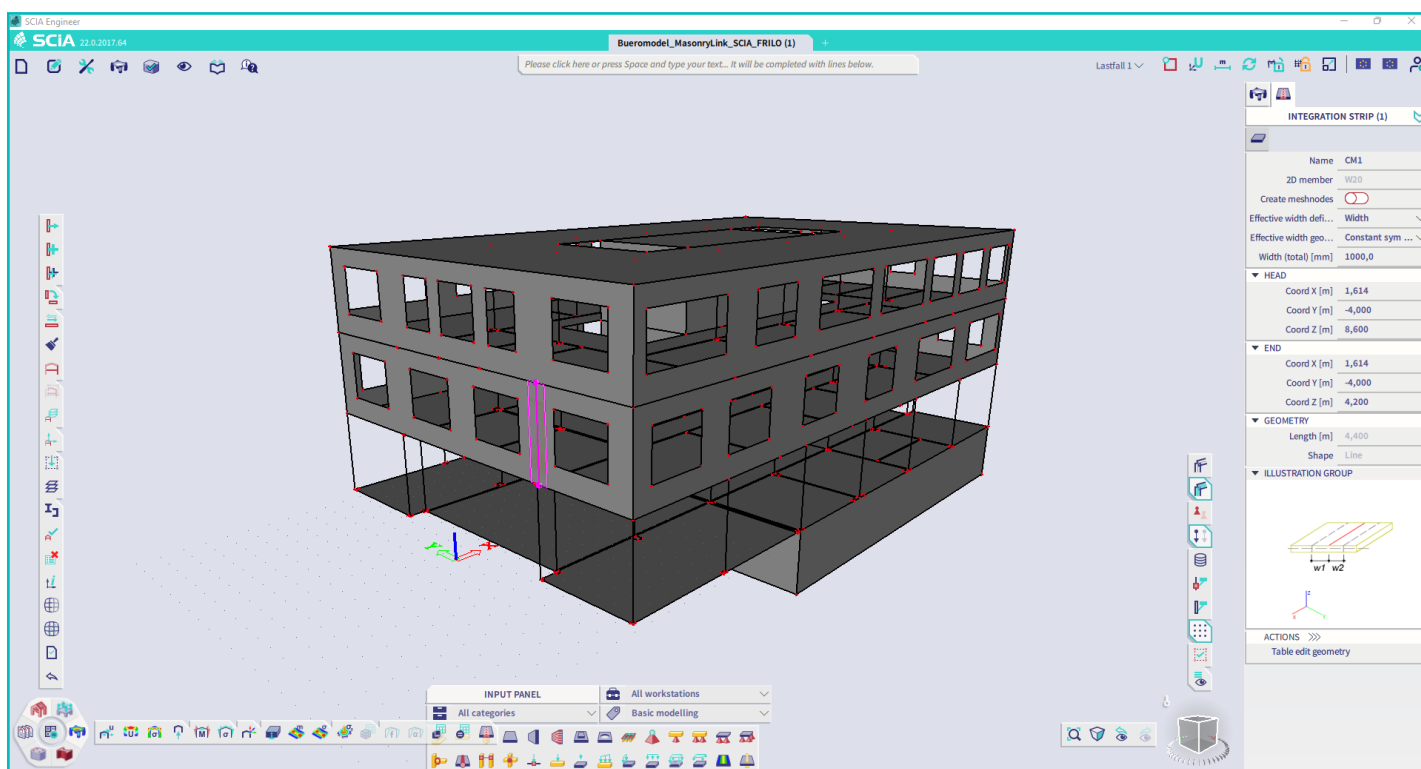 SCIA Engineer
SCiA 22.0.2017.64
Bueromodel_MasonryLink_SCIA_FRILO (1)
Please click here or press Space and type your text... It will be completed with lines below.
Lastfall 1
INTEGRATION STRIP (1)
Name CM1
2D member W20
Create meshnodes
Effective width defi... Width
Effective width geo... Constant sym ...
Width (total) [mm] 1000,0
HEAD
Coord X [m] 1,614
Coord Y [m] -4,000
Coord Z [m] 8,600
END
Coord X [m] 1,614
Coord Y [m] -4,000
Coord Z [m] 4,200
GEOMETRY
Length [m] 4,400
Shape Line
ILLUSTRATION GROUP
w1 w2
ACTIONS >>>
Table edit geometry
INPUT PANEL
All workstations
All categories
Basic modelling